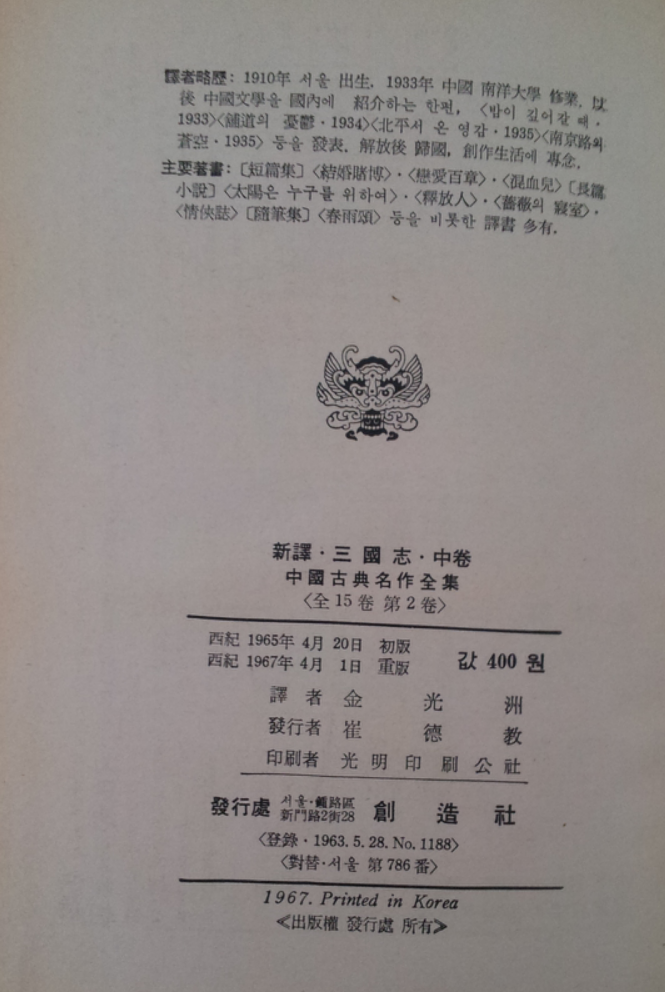 譯者略歷: 1910年 서울 出生. 1933年 中國 南洋大學 修業. 以
後 中國文學을 國內에 紹介하는 한편, 〈밤이 깊어갈 때·
1933〉〈舖道의 憂鬱·1934〉〈北平서 온 영감·1935〉〈南京路의
蒼空·1935〉 등을 發表. 解放後 歸國, 創作生活에 專念.
主要著書: 〔短篇集〕〈結婚賭博〉·〈戀愛百章〉·〈混血兒〉〔長篇
小說〕〈太陽은 누구를 위하여〉·〈釋放人〉·〈薔薇의 寢室〉·
〈情俠誌〉〔隨筆集〕〈春雨頌〉 등을 비롯한 譯書 多有.
新譯·三國志·中卷
中國古典名作全集
〈全15卷 第2卷〉
西紀 1965年 4月 20日 初版
西紀 1967年 4月 1日 重版
값 400 원
譯者 金光洲
發行者 崔德敎
印刷者 光明印刷公社
發行處 서울·鍾路區 新門路2街28 創造社
〈登錄·1963.5.28. No.1188〉
〈對替·서울 第786番〉
1967. Printed in Korea
≪出版權 發行處 所有≫